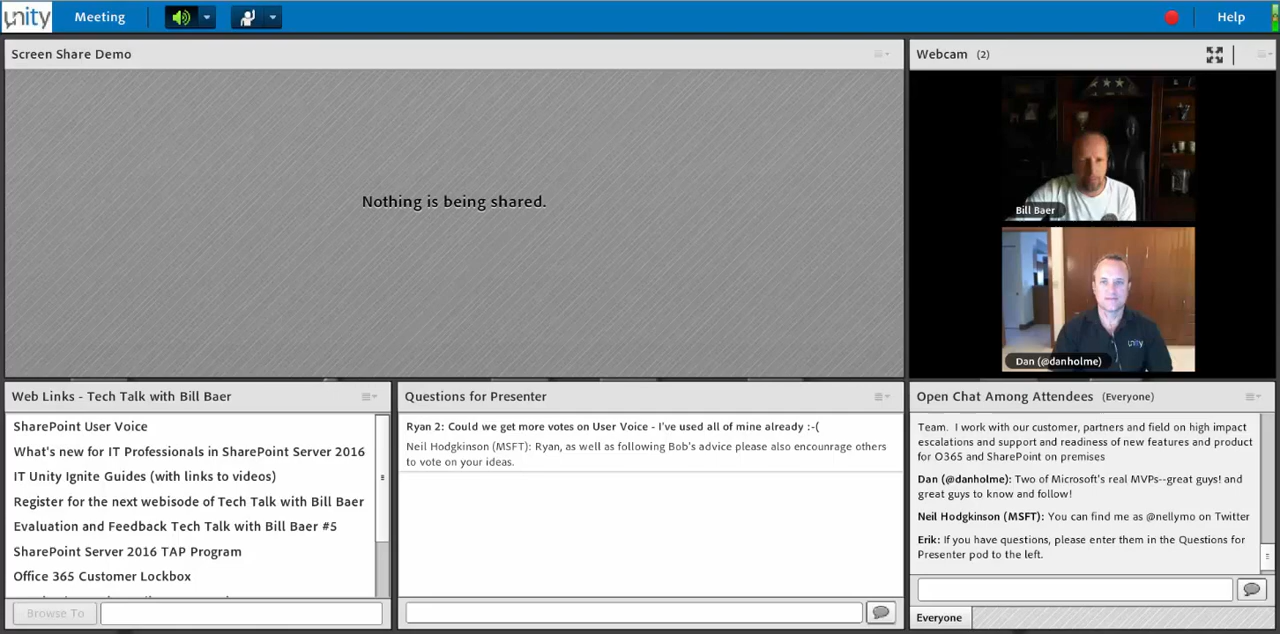 unity Meeting Help
Screen Share Demo
Nothing is being shared.
Webcam (2)
Bill Baer
unity
Dan (@danholme)
Web Links - Tech Talk with Bill Baer
SharePoint User Voice
What's new for IT Professionals in SharePoint Server 2016
IT Unity Ignite Guides (with links to videos)
Register for the next webisode of Tech Talk with Bill Baer
Evaluation and Feedback Tech Talk with Bill Baer #5
SharePoint Server 2016 TAP Program
Office 365 Customer Lockbox
Browse To
Questions for Presenter
Ryan 2: Could we get more votes on User Voice - I've used all of mine already :-(
Neil Hodgkinson (MSFT): Ryan, as well as following Bob's advice please also encourage others
to vote on your ideas.
Open Chat Among Attendees (Everyone)
Team. I work with our customer, partners and field on high impact
escalations and support and readiness of new features and product
for O365 and SharePoint on premises
Dan (@danholme): Two of Microsoft's real MVPs--great guys! and
great guys to know and follow!
Neil Hodgkinson (MSFT): You can find me as @nellymo on Twitter
Erik: If you have questions, please enter them in the Questions for
Presenter pod to the left.
Everyone